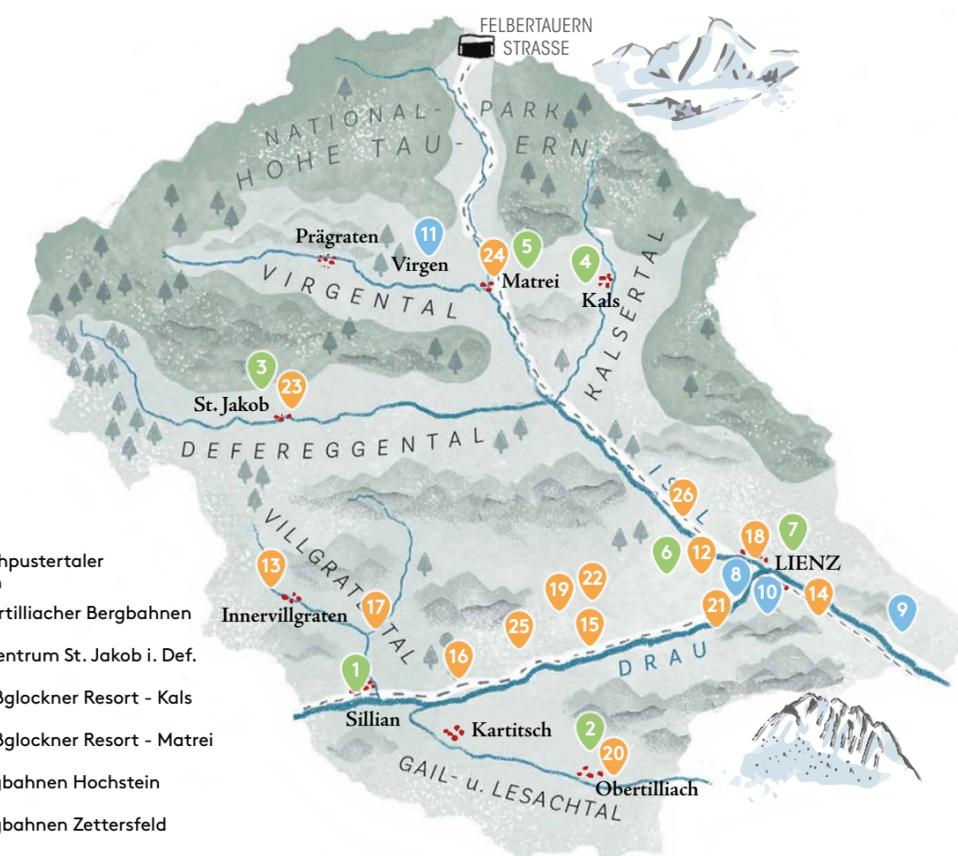 FELBERTAUERN
STRASSE
NATIONAL- PARK
HOHE TAU- ERN
Prägraten
11
Virgen
24
5
Matrei
4
Kals
VIRGENTAL
KALSERTAL
3
23
St. Jakob
DEFEREGGENTAL
ISEL
26
VILLGRATENTAL
13
Innervillgraten
17
6
12
18
7
LIENZ
8
10
14
9
19
22
21
25
15
16
DRAU
1
Sillian
Kartitsch
2
20
Obertilliach
GAIL- u. LESACHTAL
hpustertaler
ertilliacher Bergbahnen
entrum St. Jakob i. Def.
ßglockner Resort - Kals
ßglockner Resort - Matrei
gbahnen Hochstein
gbahnen Zettersfeld